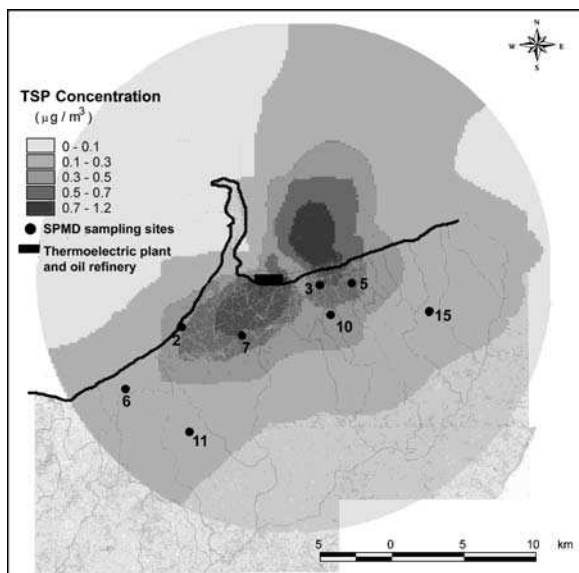 N
W E
S
TSP Concentration
( µg / m³ )
0 - 0.1
0.1 - 0.3
0.3 - 0.5
0.5 - 0.7
0.7 - 1.2
SPMD sampling sites
Thermoelectric plant
and oil refinery
3
5
10
15
2
7
6
11
5 0 5 10
km